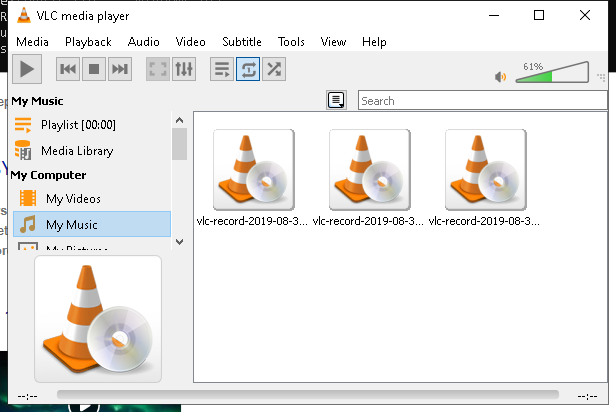 VLC media player
Media Playback Audio Video Subtitle Tools View Help
61%
My Music
Search
Playlist [00:00]
Media Library
My Computer
My Videos
My Music
vlc-record-2019-08-3... vlc-record-2019-08-3... vlc-record-2019-08-3...
--:-- --:--